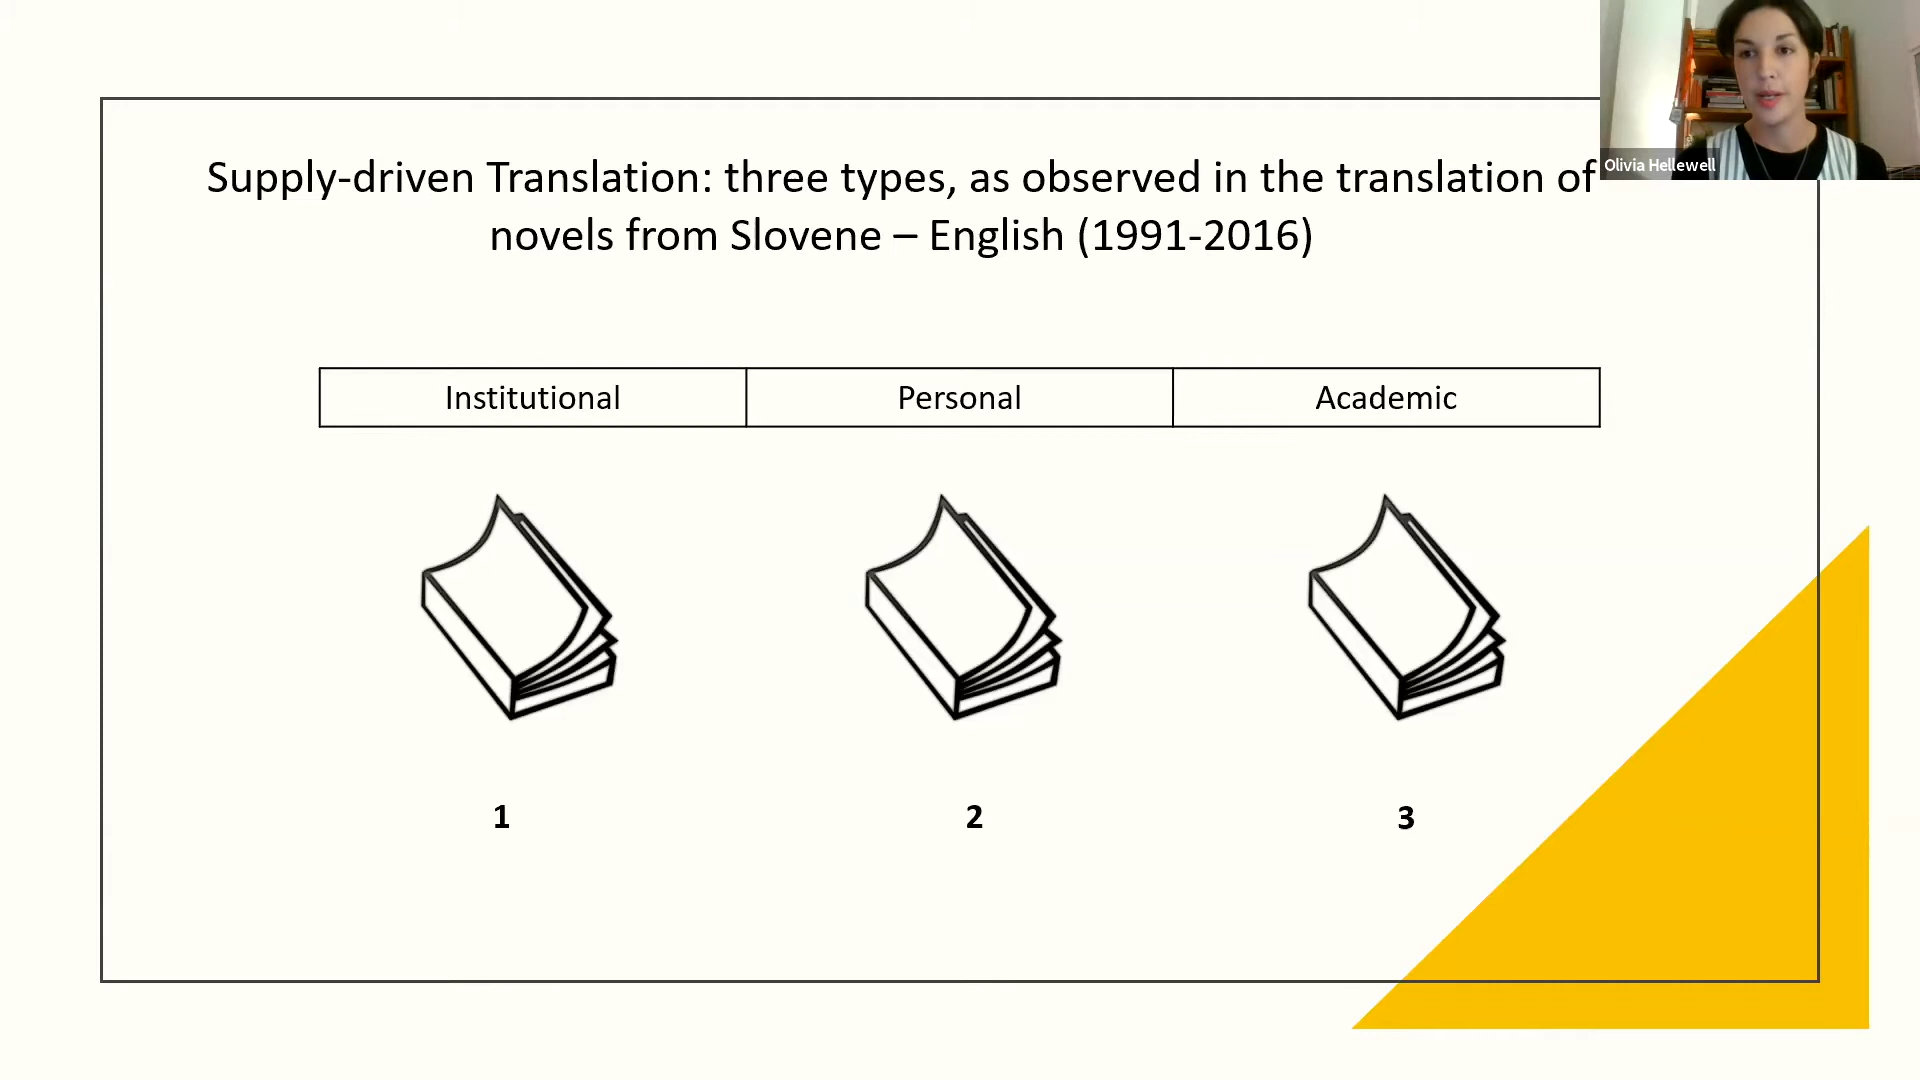 Supply-driven Translation: three types, as observed in the translation of
novels from Slovene – English (1991-2016)
Olivia Hellewell
Institutional
Personal
Academic
1
2
3